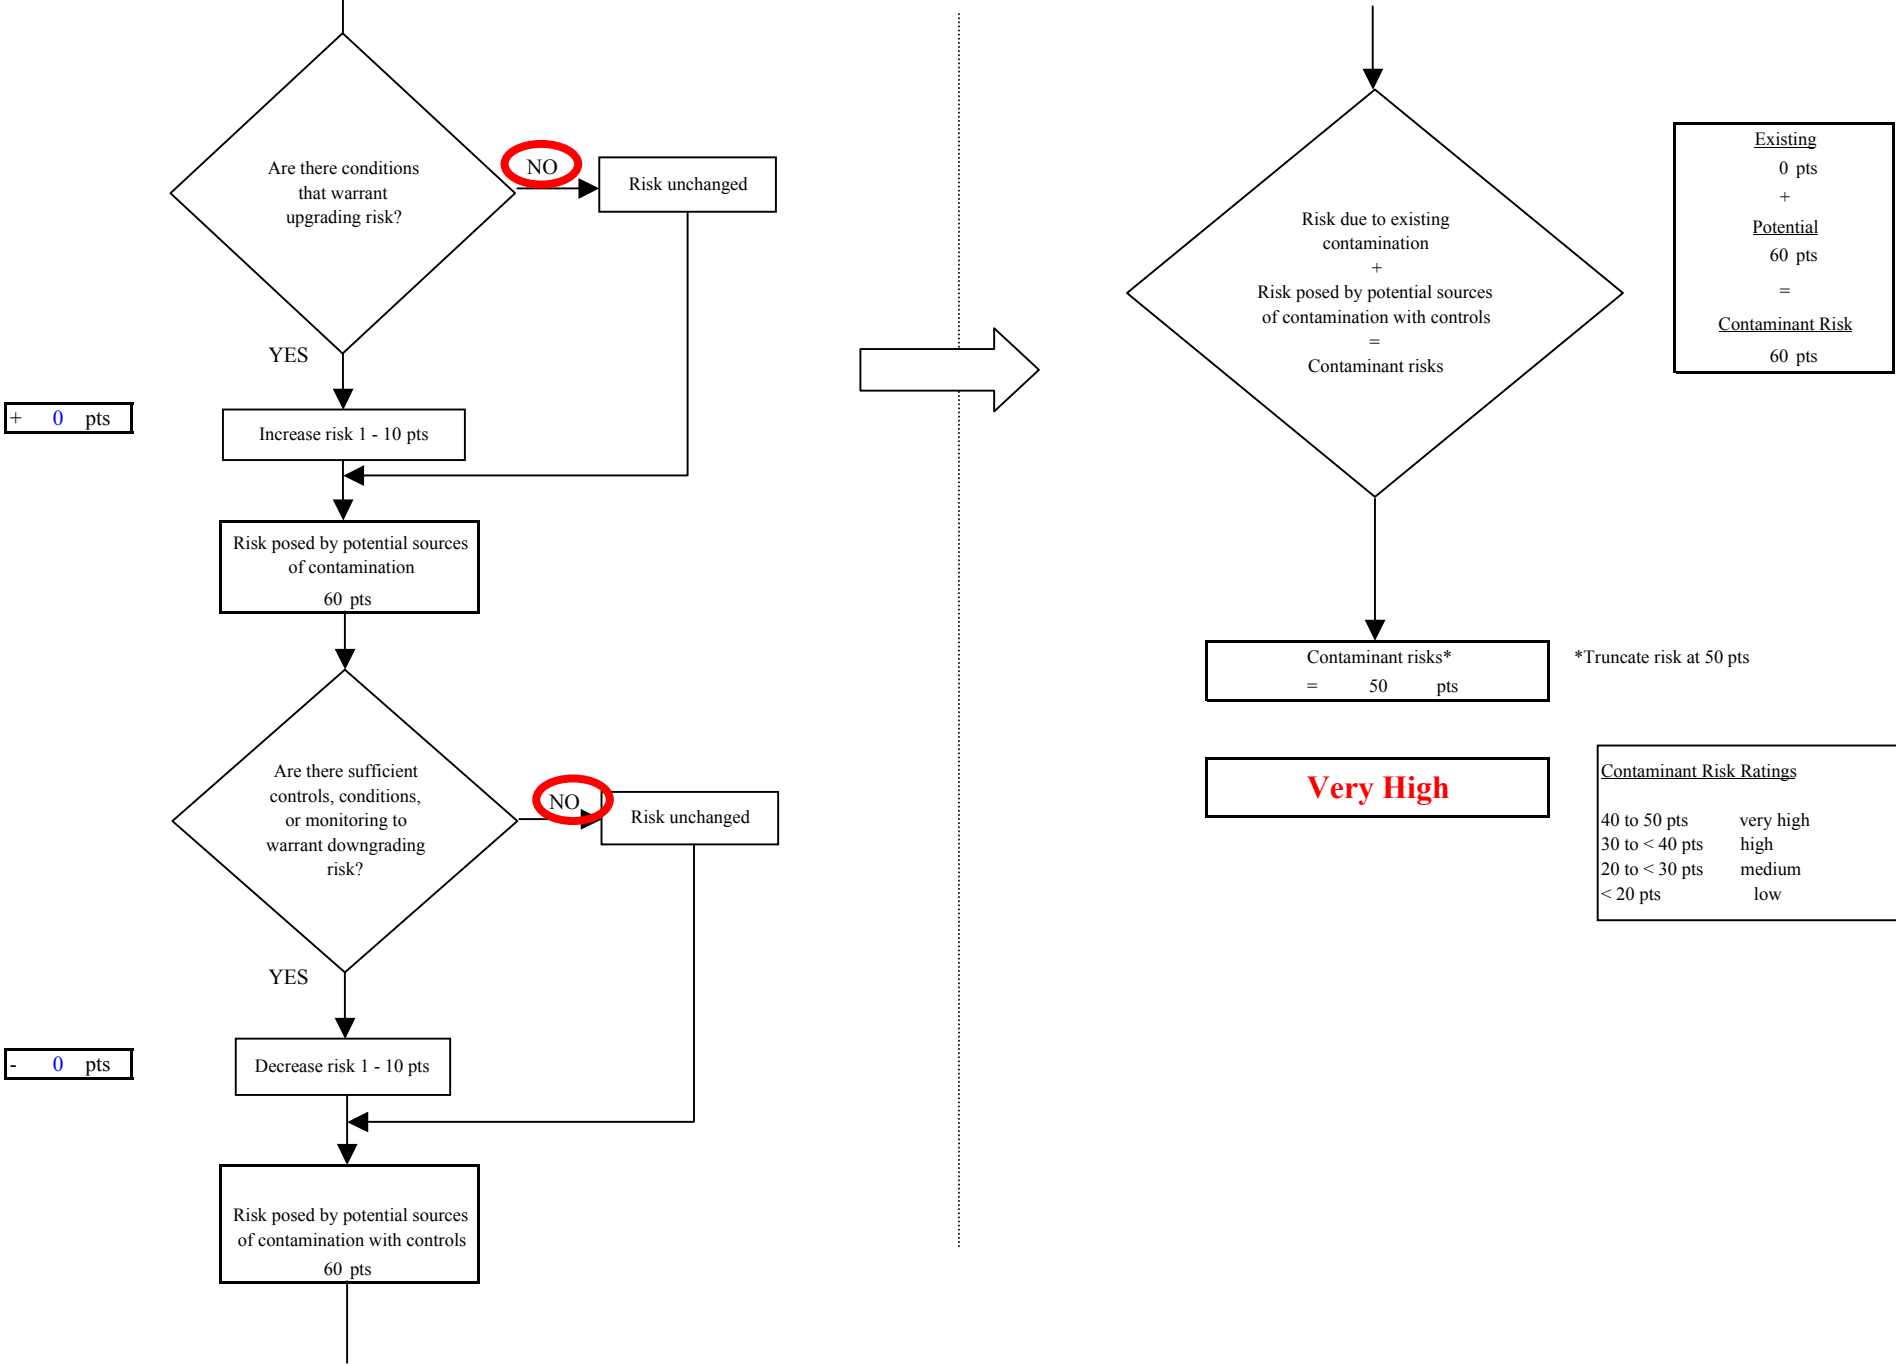 Are there conditions
that warrant
upgrading risk?
NO
Risk unchanged
YES
+ 0 pts
Increase risk 1 - 10 pts
Risk posed by potential sources
of contamination
60 pts
Are there sufficient
controls, conditions,
or monitoring to
warrant downgrading
risk?
NO
Risk unchanged
YES
- 0 pts
Decrease risk 1 - 10 pts
Risk posed by potential sources
of contamination with controls
60 pts
Risk due to existing
contamination
+
Risk posed by potential sources
of contamination with controls
=
Contaminant risks
Existing
0 pts
+
Potential
60 pts
=
Contaminant Risk
60 pts
Contaminant risks*
= 50 pts
*Truncate risk at 50 pts
Very High
Contaminant Risk Ratings
40 to 50 pts very high
30 to < 40 pts high
20 to < 30 pts medium
< 20 pts low